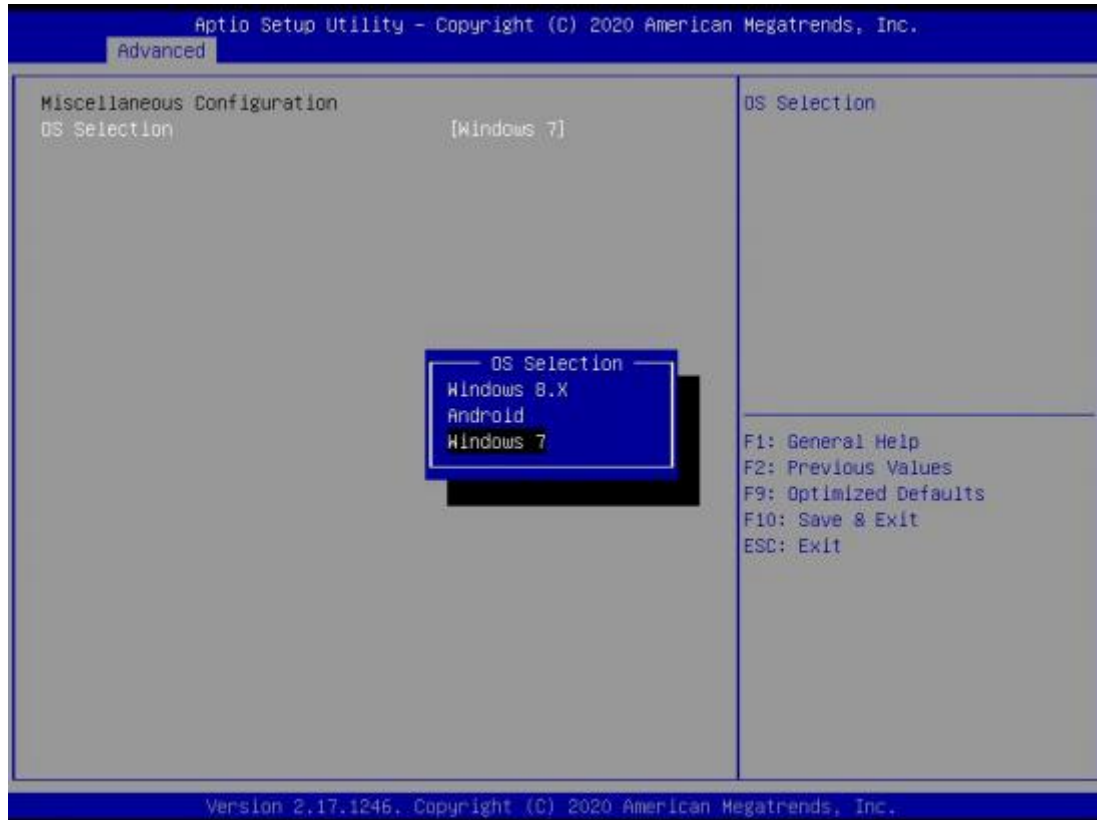 Aptio Setup Utility – Copyright (C) 2020 American Megatrends, Inc.
Advanced
Miscellaneous Configuration
OS Selection [Windows 7]
OS Selection
OS Selection
Windows 8.X
Android
Windows 7
F1: General Help
F2: Previous Values
F9: Optimized Defaults
F10: Save & Exit
ESC: Exit
Version 2.17.1246. Copyright (C) 2020 American Megatrends, Inc.